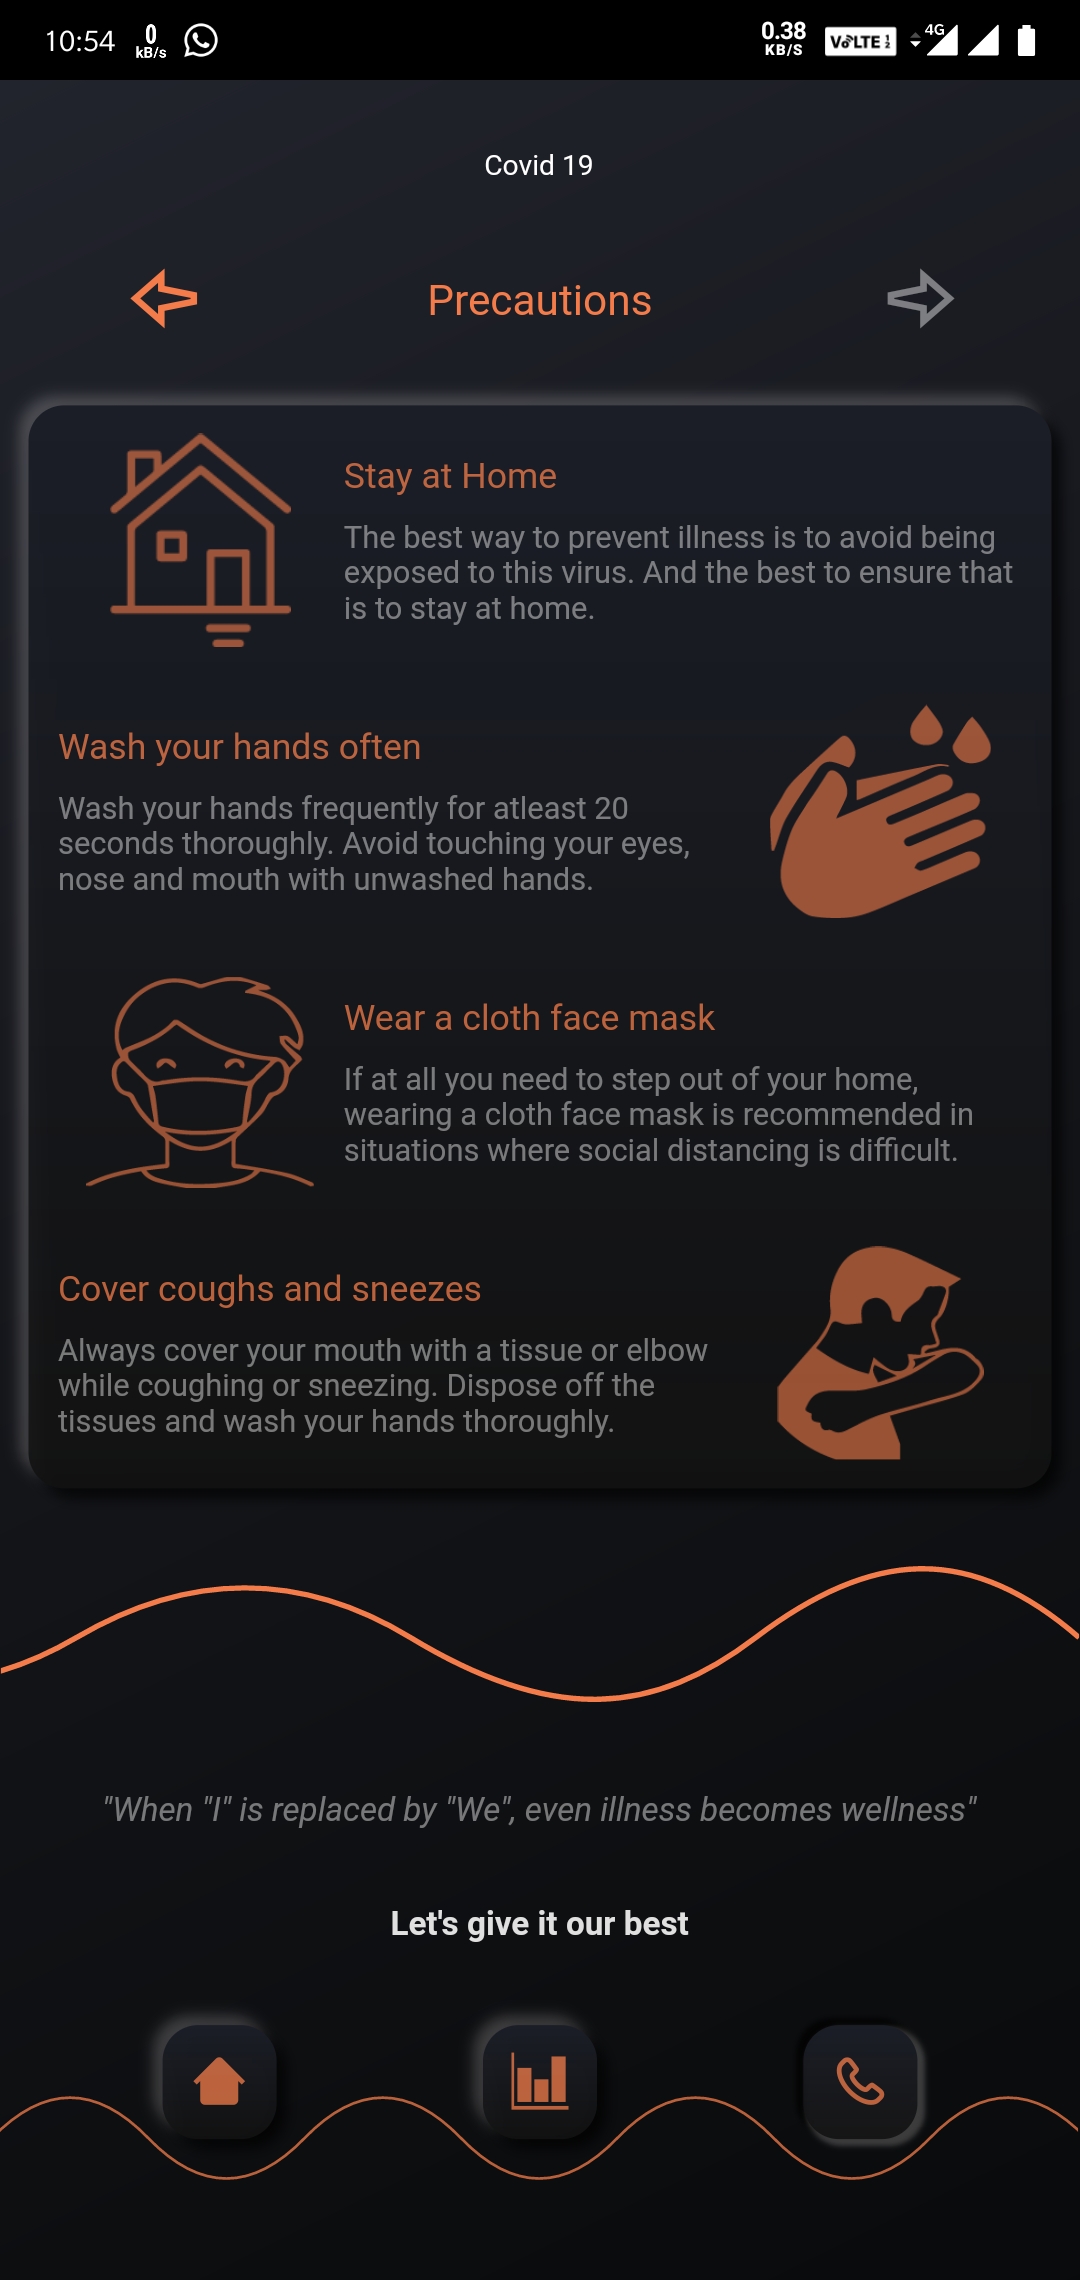 10:54
0
kB/s
0.38
KB/S
VoLTE 1 2
4G
Covid 19
Precautions
Stay at Home
The best way to prevent illness is to avoid being
exposed to this virus. And the best to ensure that
is to stay at home.
Wash your hands often
Wash your hands frequently for atleast 20
seconds thoroughly. Avoid touching your eyes,
nose and mouth with unwashed hands.
Wear a cloth face mask
If at all you need to step out of your home,
wearing a cloth face mask is recommended in
situations where social distancing is difficult.
Cover coughs and sneezes
Always cover your mouth with a tissue or elbow
while coughing or sneezing. Dispose off the
tissues and wash your hands thoroughly.
"When "I" is replaced by "We", even illness becomes wellness"
Let's give it our best